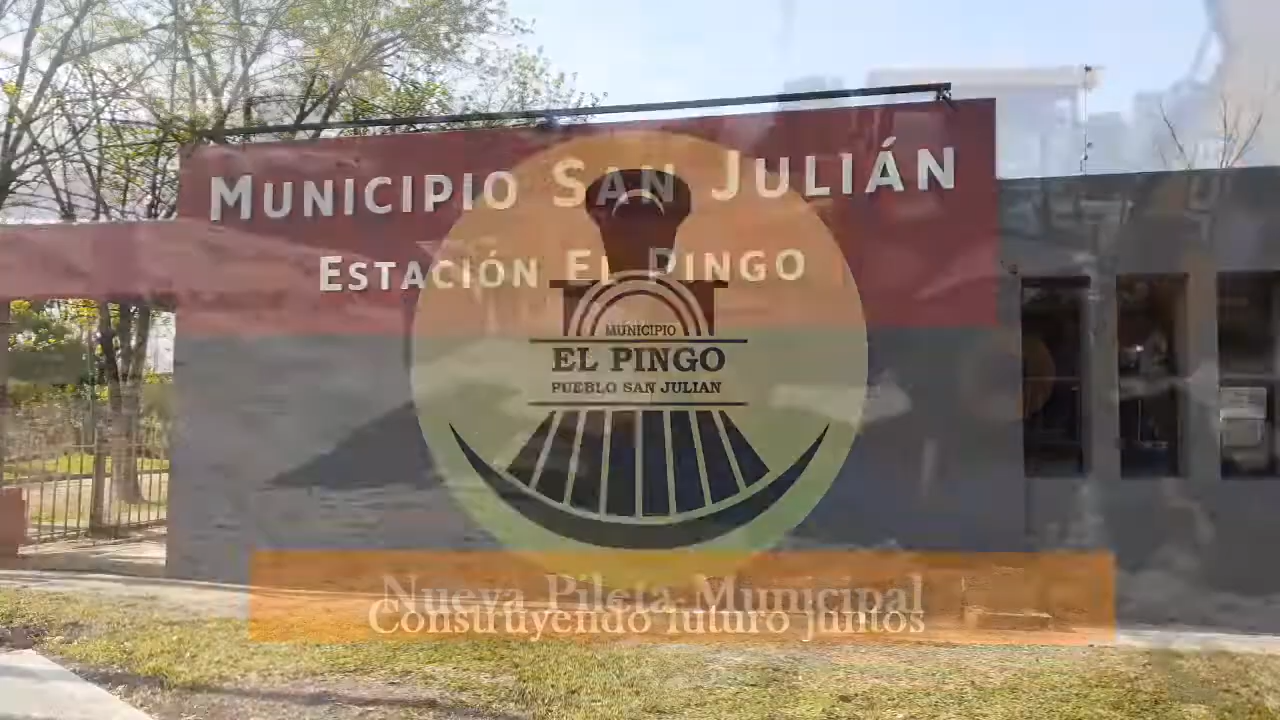 MUNICIPIO SAN JULIÁN
ESTACIÓN EL PINGO
MUNICIPIO
EL PINGO
PUEBLO SAN JULIAN
Nueva Pileta Municipal
Construyendo futuro juntos